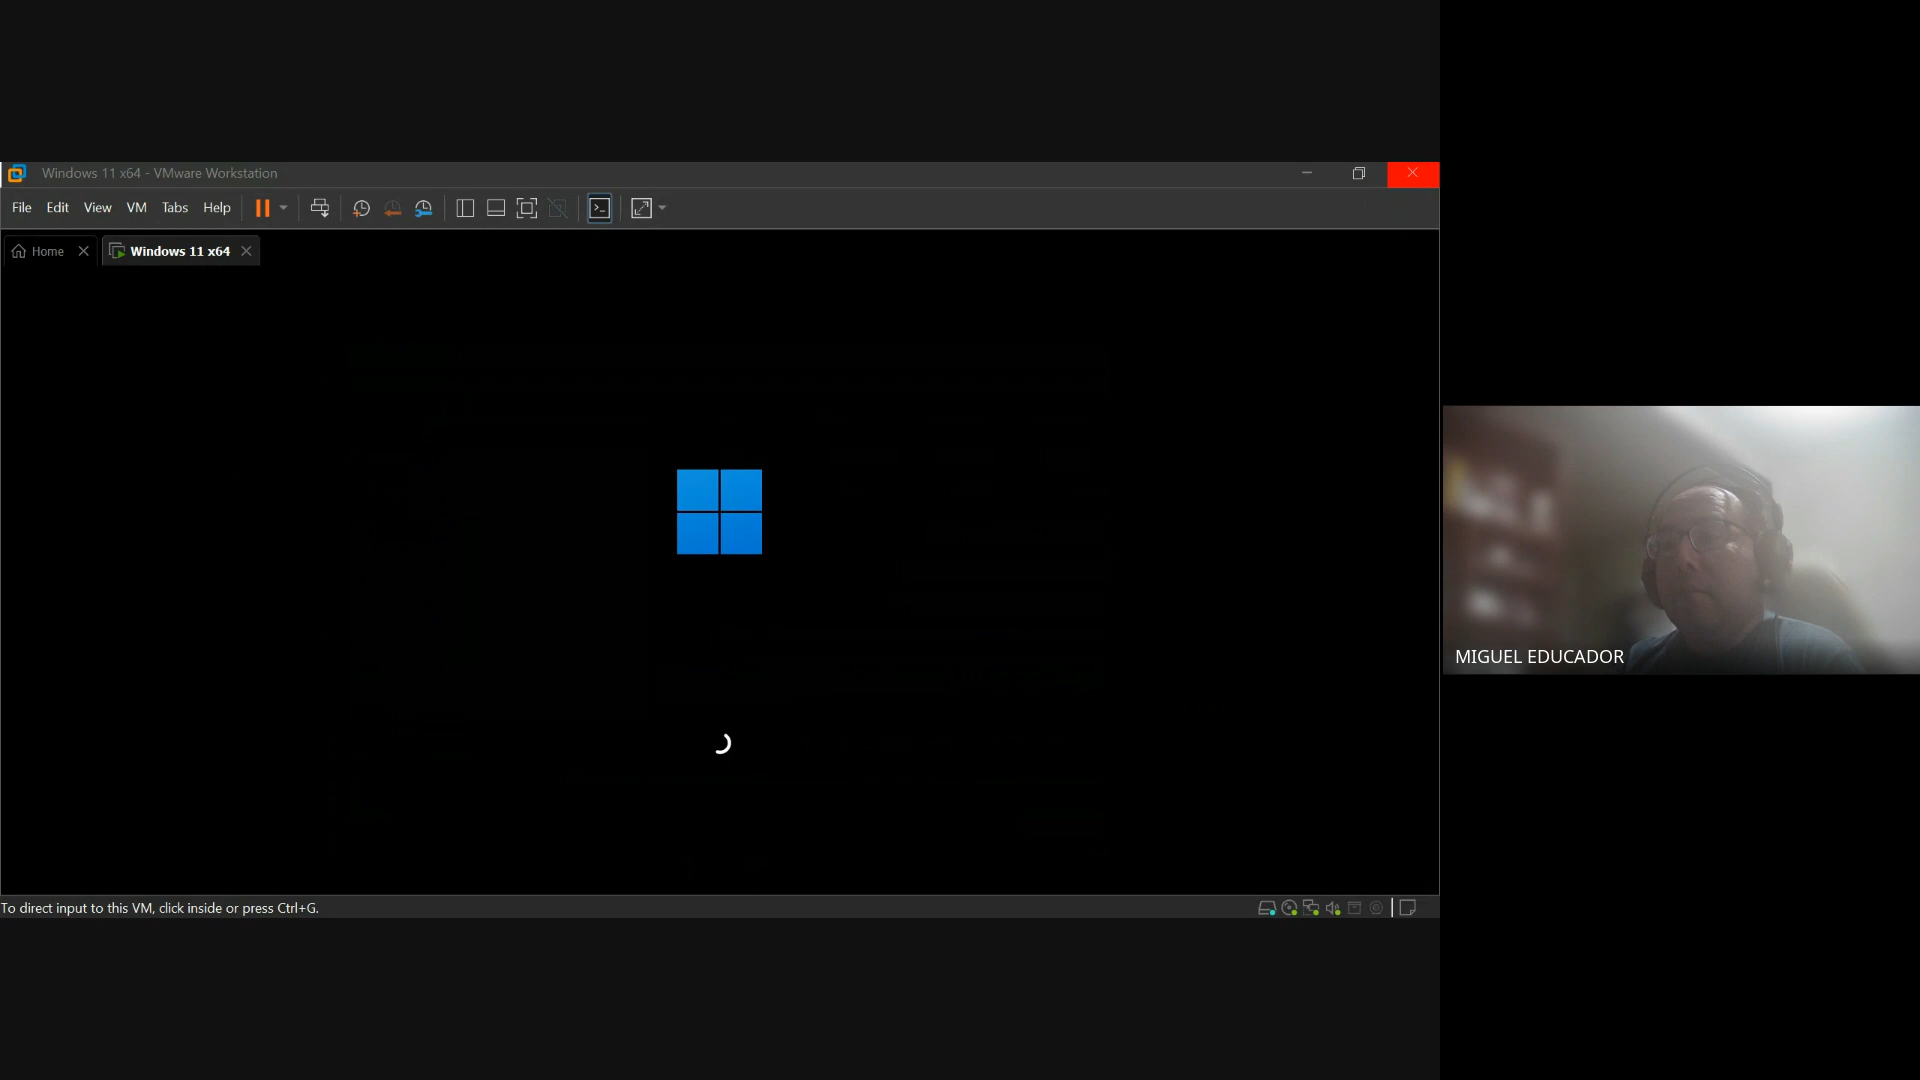 Windows 11 x64 - VMware Workstation
File Edit View VM Tabs Help
Home Windows 11 x64
MIGUEL EDUCADOR
To direct input to this VM, click inside or press Ctrl+G.